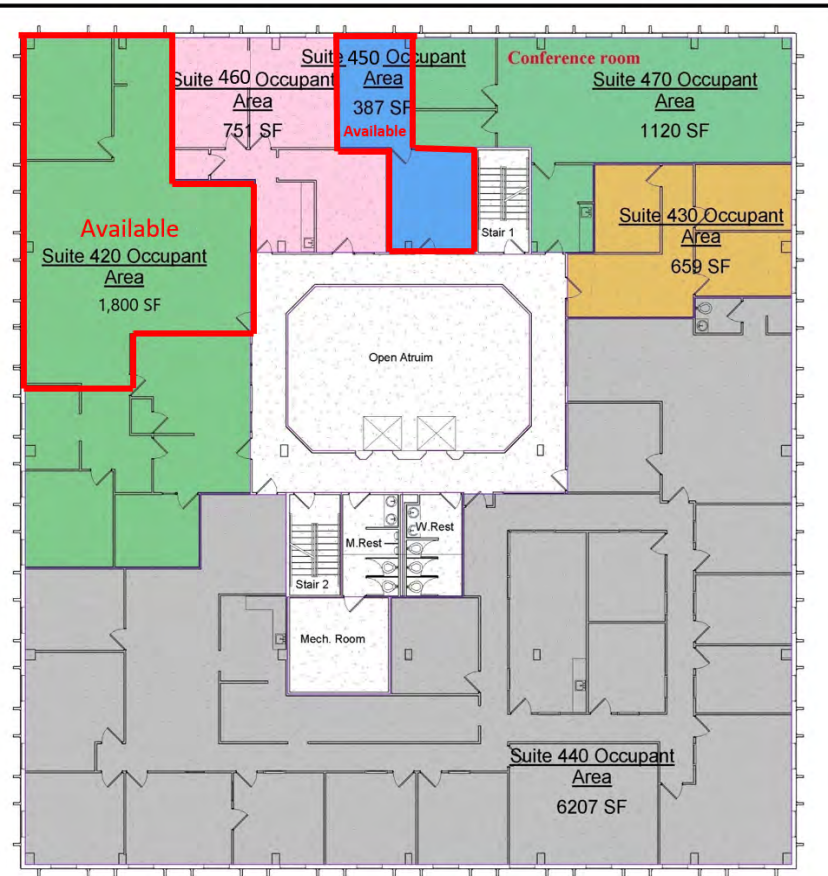 Suite 450 Occupant
Area
387 SF
Available
Suite 460 Occupant
Area
751 SF
Conference room
Suite 470 Occupant
Area
1120 SF
Available
Suite 420 Occupant
Area
1,800 SF
Stair 1
Suite 430 Occupant
Area
659 SF
Open Atruim
M.Rest
W.Rest
Stair 2
Mech. Room
Suite 440 Occupant
Area
6207 SF